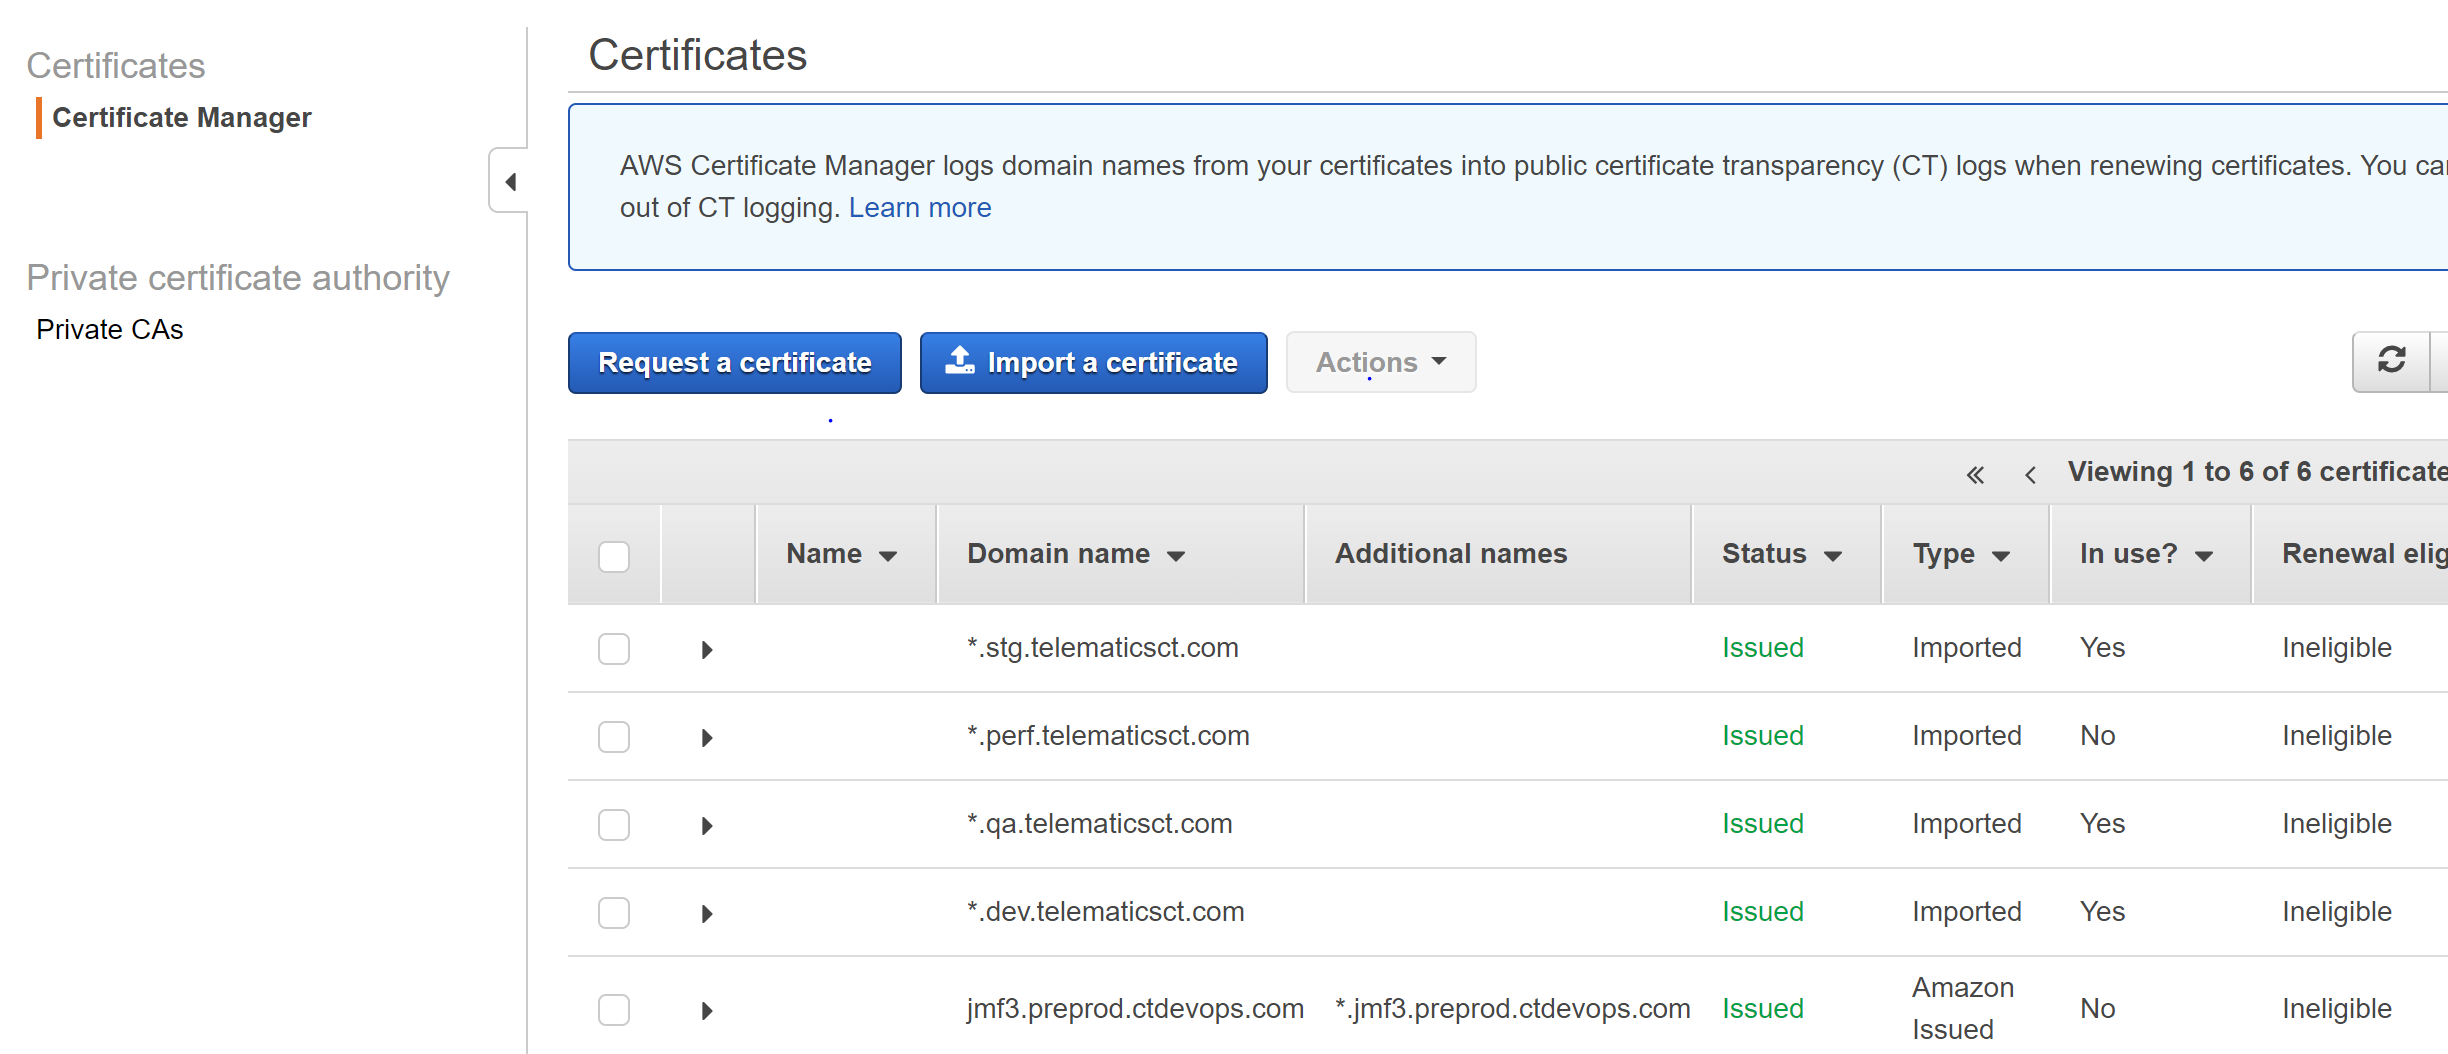 Certificates
Certificate Manager
Private certificate authority
Private CAs
Certificates
AWS Certificate Manager logs domain names from your certificates into public certificate transparency (CT) logs when renewing certificates. You can
out of CT logging. Learn more
Request a certificate Import a certificate Actions
Viewing 1 to 6 of 6 certificate
Name Domain name Additional names Status Type In use? Renewal elig
*.stg.telematicsct.com Issued Imported Yes Ineligible
*.perf.telematicsct.com Issued Imported No Ineligible
*.qa.telematicsct.com Issued Imported Yes Ineligible
*.dev.telematicsct.com Issued Imported Yes Ineligible
jmf3.preprod.ctdevops.com *.jmf3.preprod.ctdevops.com Issued Amazon Issued No Ineligible